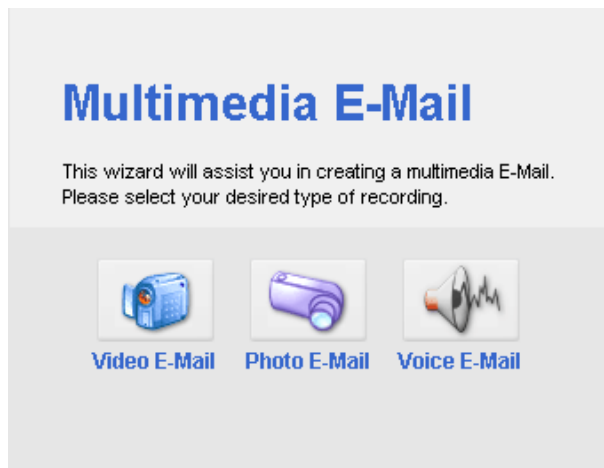 Multimedia E-Mail
This wizard will assist you in creating a multimedia E-Mail.
Please select your desired type of recording.
Video E-Mail Photo E-Mail Voice E-Mail